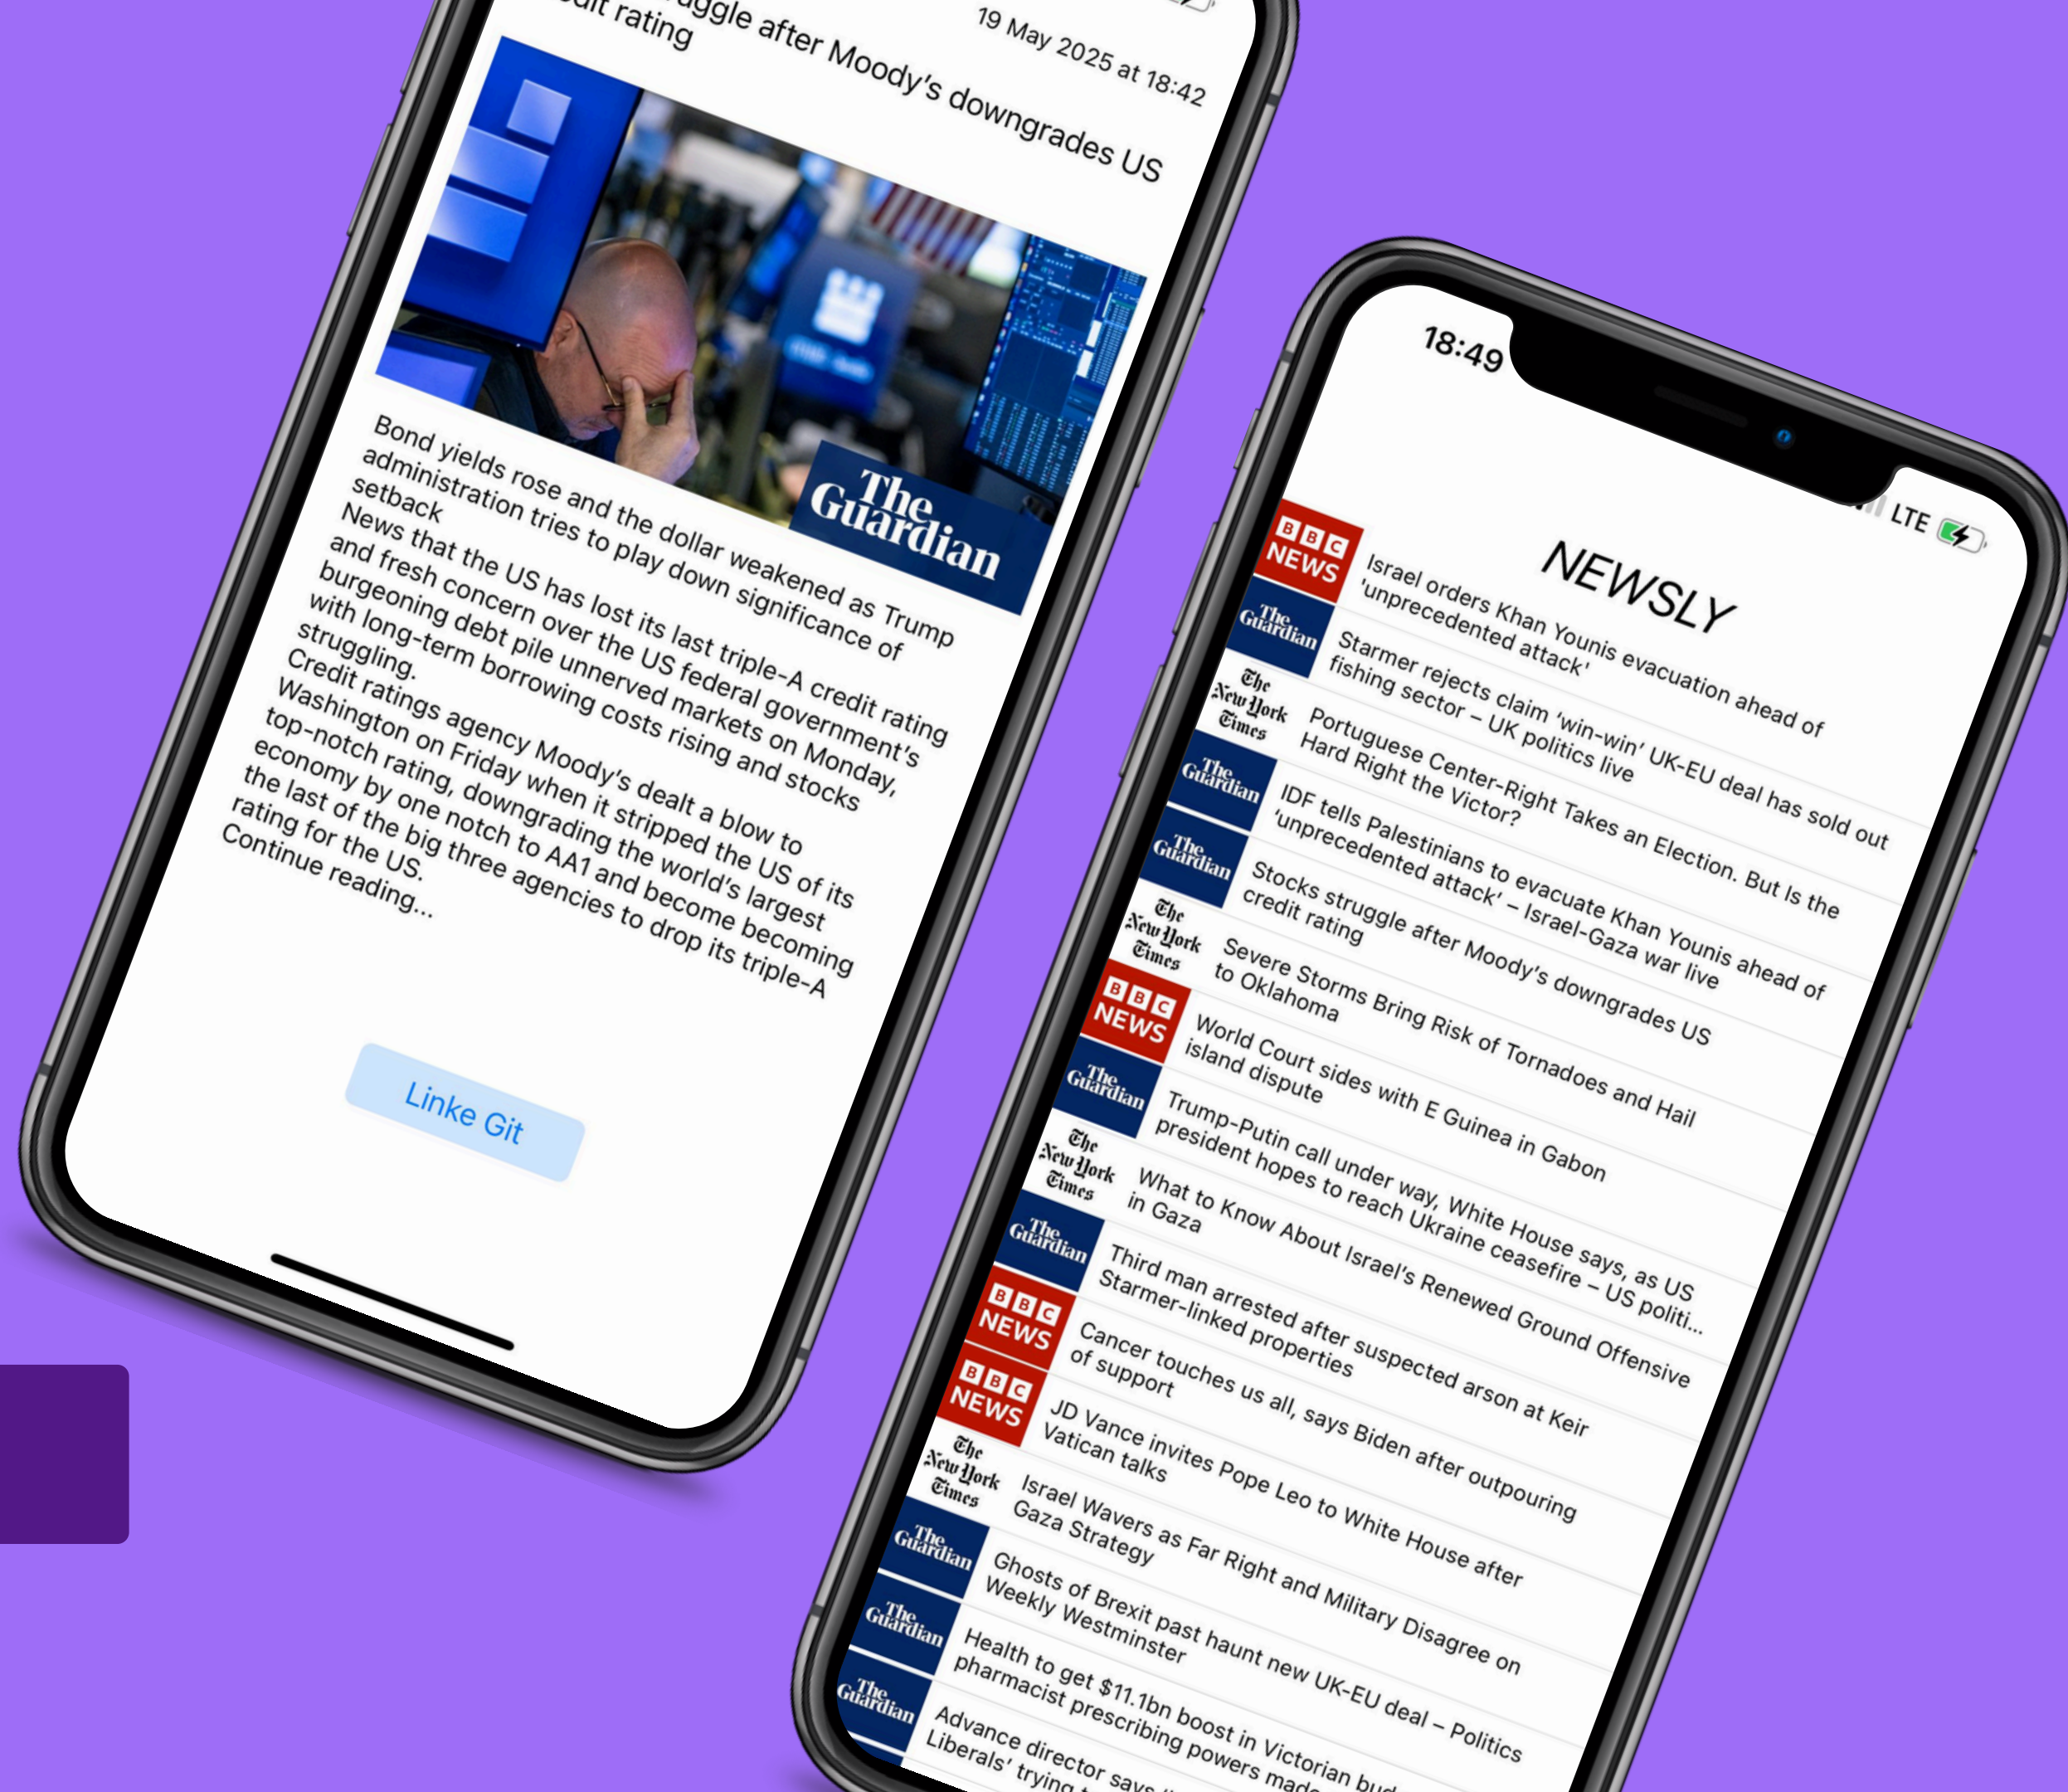 19 May 2025 at 18:42
after Moody's downgrades US
rating
The
Guardian
Bond yields rose and the dollar weakened as Trump
administration tries to play down significance of
setback
News that the US has lost its last triple-A credit rating
and fresh concern over the US federal government's
burgeoning debt pile unnerved markets on Monday,
with long-term borrowing costs rising and stocks
struggling.
Credit ratings agency Moody's dealt a blow to
Washington on Friday when it stripped the US of its
top-notch rating, downgrading the world's largest
economy by one notch to AA1 and become becoming
the last of the big three agencies to drop its triple-A
rating for the US.
Continue reading...
Linke Git
18:49
LTE
NEWSLY
BBC
NEWS
Israel orders Khan Younis evacuation ahead of
'unprecedented attack'
The
Guardian
Starmer rejects claim ‘win-win’ UK-EU deal has sold out
fishing sector – UK politics live
The
New York
Times
Portuguese Center-Right Takes an Election. But Is the
Hard Right the Victor?
The
Guardian
IDF tells Palestinians to evacuate Khan Younis ahead of
‘unprecedented attack’ – Israel-Gaza war live
The
Guardian
Stocks struggle after Moody’s downgrades US
credit rating
The
New York
Times
Severe Storms Bring Risk of Tornadoes and Hail
to Oklahoma
BBC
NEWS
World Court sides with E Guinea in Gabon
island dispute
The
Guardian
Trump-Putin call under way, White House says, as US
president hopes to reach Ukraine ceasefire – US politi...
The
New York
Times
What to Know About Israel’s Renewed Ground Offensive
in Gaza
The
Guardian
Third man arrested after suspected arson at Keir
Starmer-linked properties
BBC
NEWS
Cancer touches us all, says Biden after outpouring
of support
BBC
NEWS
JD Vance invites Pope Leo to White House after
Vatican talks
The
New York
Times
Israel Wavers as Far Right and Military Disagree on
Gaza Strategy
The
Guardian
Ghosts of Brexit past haunt new UK-EU deal – Politics
Weekly Westminster
The
Guardian
Health to get $11.1bn boost in Victorian
pharmacist prescribing powers
The
Guardian
Advance director says
Liberals’ trying